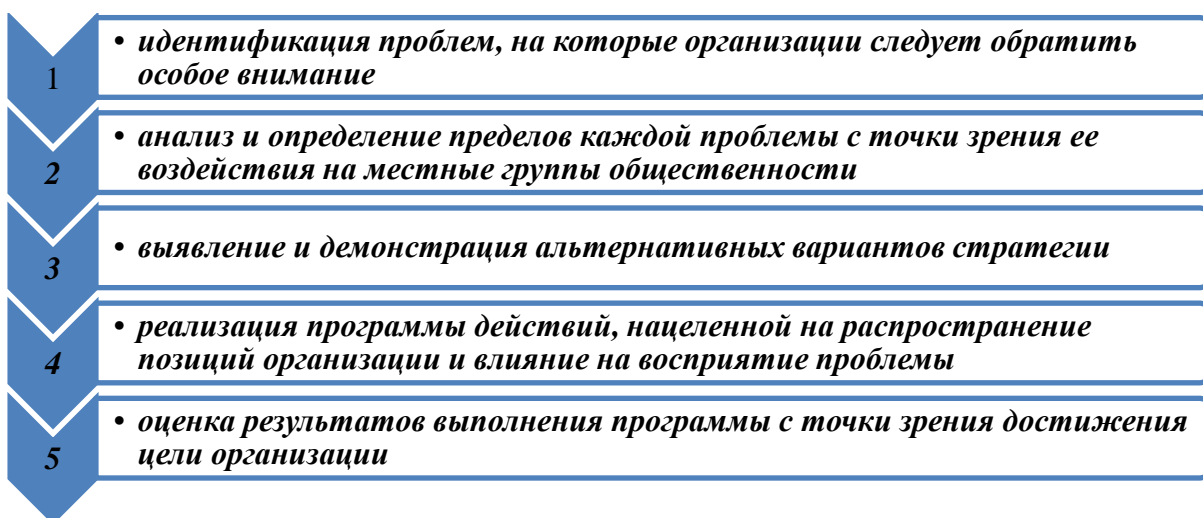 1
• идентификация проблем, на которые организации следует обратить
особое внимание
2
• анализ и определение пределов каждой проблемы с точки зрения ее
воздействия на местные группы общественности
3
• выявление и демонстрация альтернативных вариантов стратегии
4
• реализация программы действий, нацеленной на распространение
позиций организации и влияние на восприятие проблемы
5
• оценка результатов выполнения программы с точки зрения достижения
цели организации